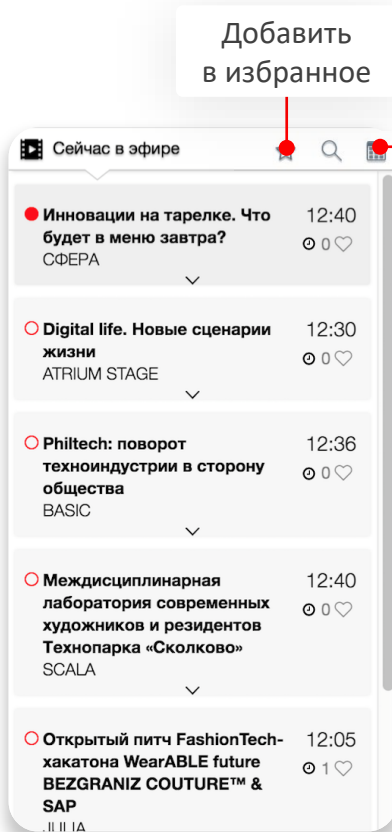 Добавить
в избранное
Сейчас в эфире
Инновации на тарелке. Что
будет в меню завтра?
СФЕРА
12:40
0
Digital life. Новые сценарии
жизни
ATRIUM STAGE
12:30
0
Philtech: поворот
техноиндустрии в сторону
общества
BASIC
12:36
0
Междисциплинарная
лаборатория современных
художников и резидентов
Технопарка «Сколково»
SCALA
12:40
0
Открытый питч FashionTech-
хакатона WearABLE future
BEZGRANIZ COUTURE™ &
SAP
JULIA
12:05
1